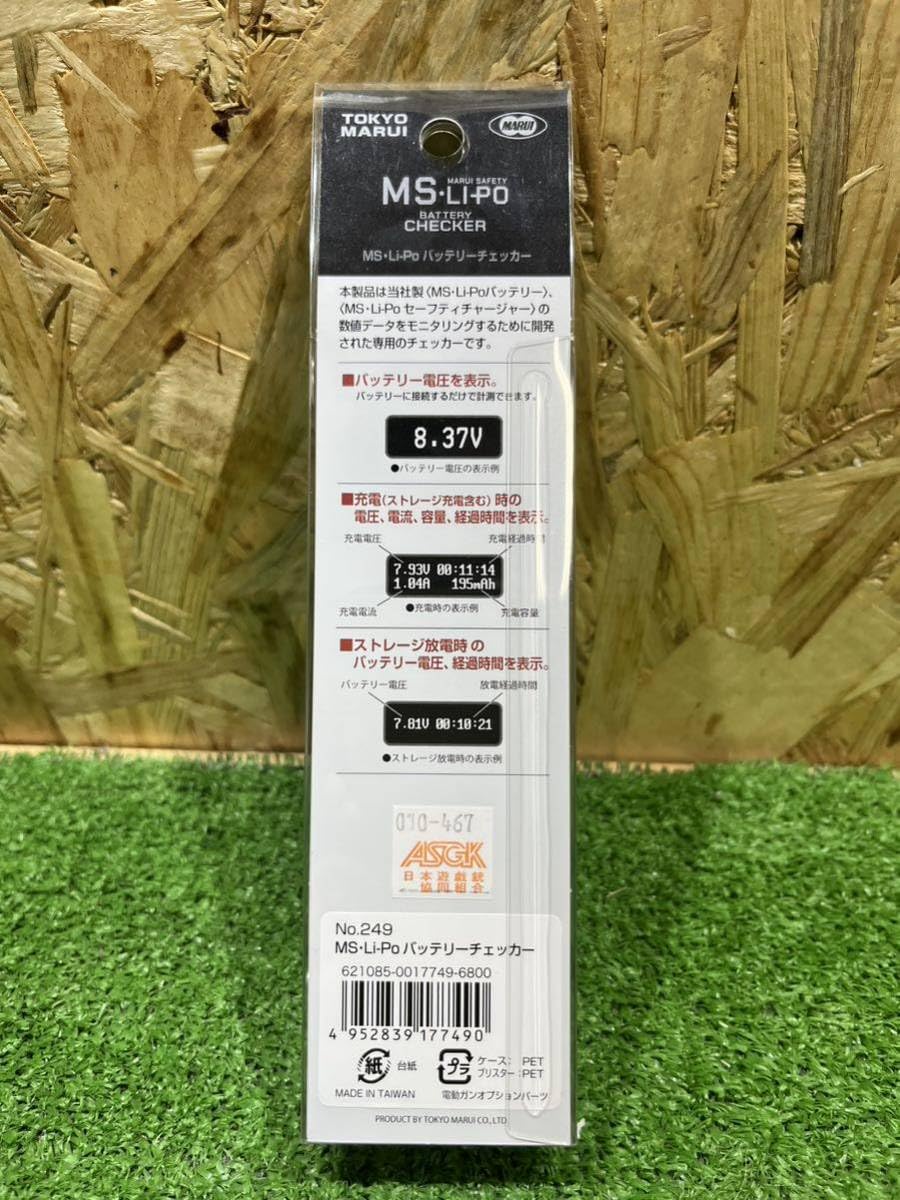 TOKYO
MARUI
MARUI
MARUI SAFETY
MS・LI-PO
BATTERY
CHECKER
MS・Li-Po バッテリーチェッカー
本製品は当社製〈MS・Li-Poバッテリー〉、
〈MS・Li-Po セーフティチャージャー〉の
数値データをモニタリングするために開発
された専用のチェッカーです。
■バッテリー電圧を表示。
バッテリーに接続するだけで計測できます。
8.37V
●バッテリー電圧の表示例
■充電(ストレージ充電含む)時の
電圧、電流、容量、経過時間を表示。
充電電圧 充電経過時間
7.93V 00:11:14
1.04A 195mAh
充電電流 ●充電時の表示例 充電容量
■ストレージ放電時の
バッテリー電圧、経過時間を表示。
バッテリー電圧 放電経過時間
7.81V 00:10:21
●ストレージ放電時の表示例
010-467
ASGK
日本遊戯銃
協同組合
No.249
MS・Li-Po バッテリーチェッカー
621085-0017749-6800
4 952839 177490
紙 台紙 プラ ケース: PET
ブリスター:PET
MADE IN TAIWAN 電動ガンオプションパーツ
PRODUCT BY TOKYO MARUI CO., LTD